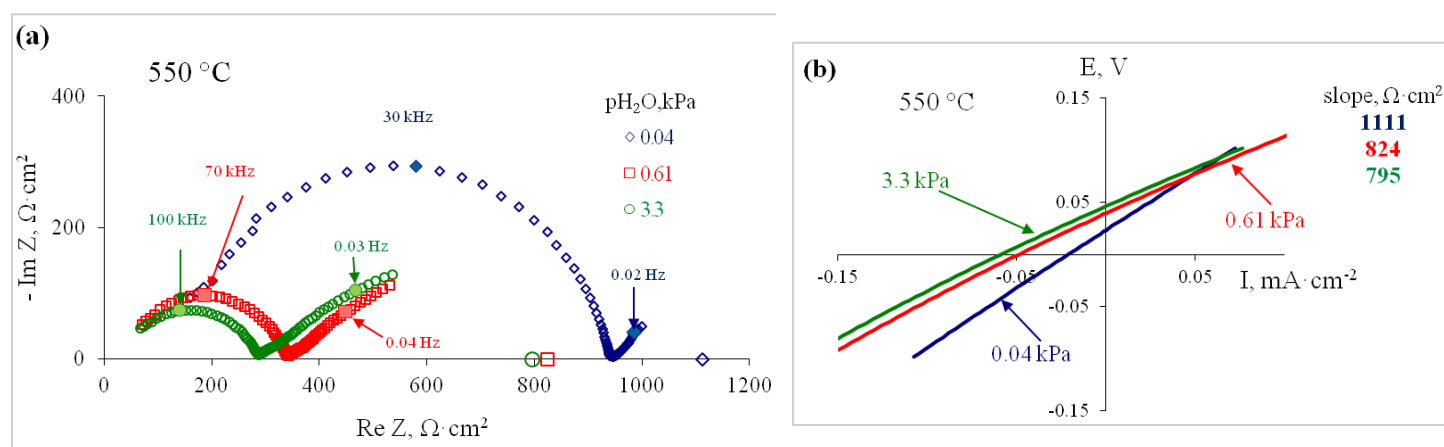 (a)
550 °C
- Im Z, Ω·cm²
400
200
0
0
200
400
600
800
1000
1200
Re Z, Ω·cm²
30 kHz
70 kHz
100 kHz
0.03 Hz
0.04 Hz
0.02 Hz
pH₂O,kPa
0.04
0.61
3.3
(b)
550 °C
E, V
0.15
0.05
-0.05
-0.15
-0.15
-0.05
0.05
I, mA·cm⁻²
3.3 kPa
0.61 kPa
0.04 kPa
slope, Ω·cm²
1111
824
795